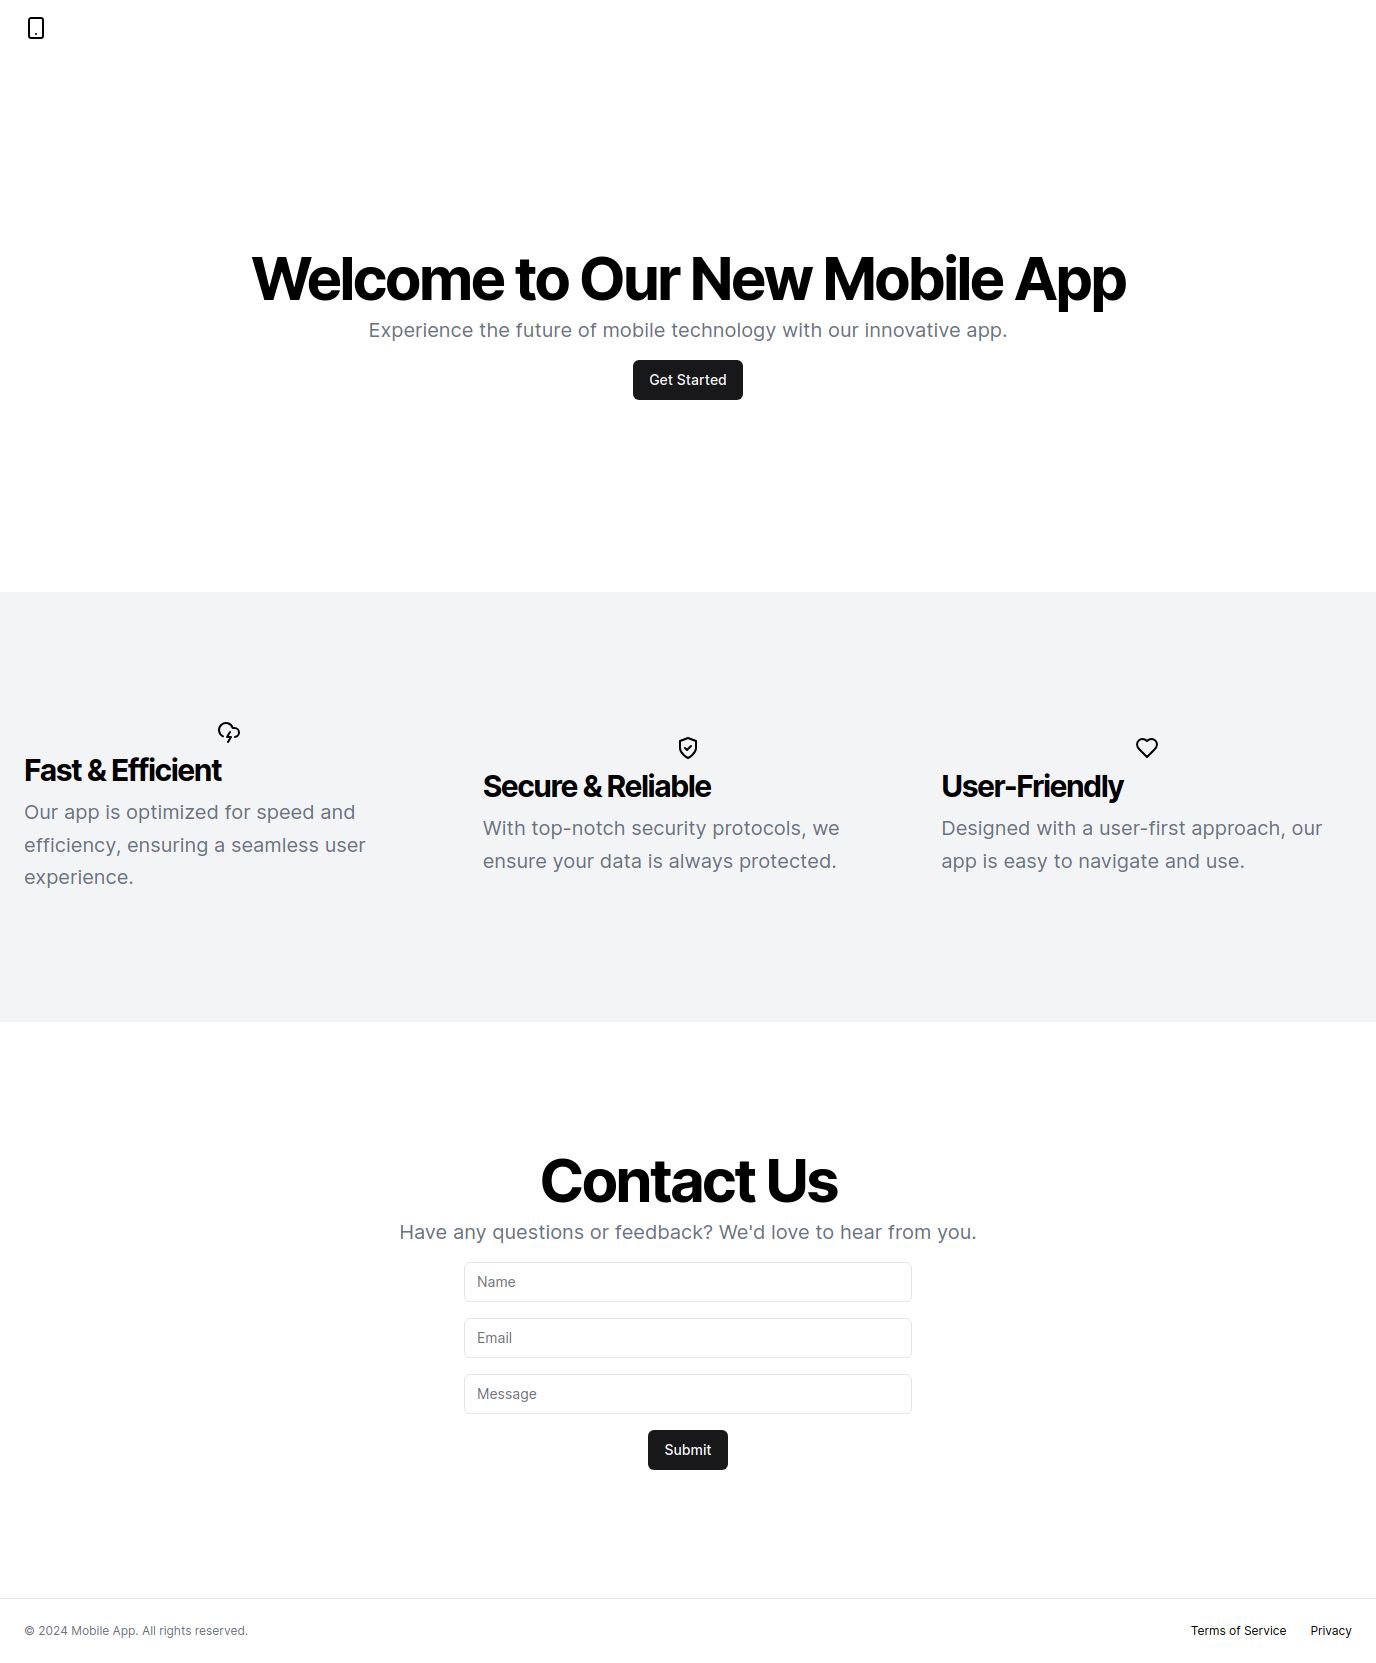 Welcome to Our New Mobile App
Experience the future of mobile technology with our innovative app.
Get Started
Fast & Efficient
Our app is optimized for speed and
efficiency, ensuring a seamless user
experience.
Secure & Reliable
With top-notch security protocols, we
ensure your data is always protected.
User-Friendly
Designed with a user-first approach, our
app is easy to navigate and use.
Contact Us
Have any questions or feedback? We'd love to hear from you.
Name
Email
Message
Submit
© 2024 Mobile App. All rights reserved.
Terms of Service
Privacy